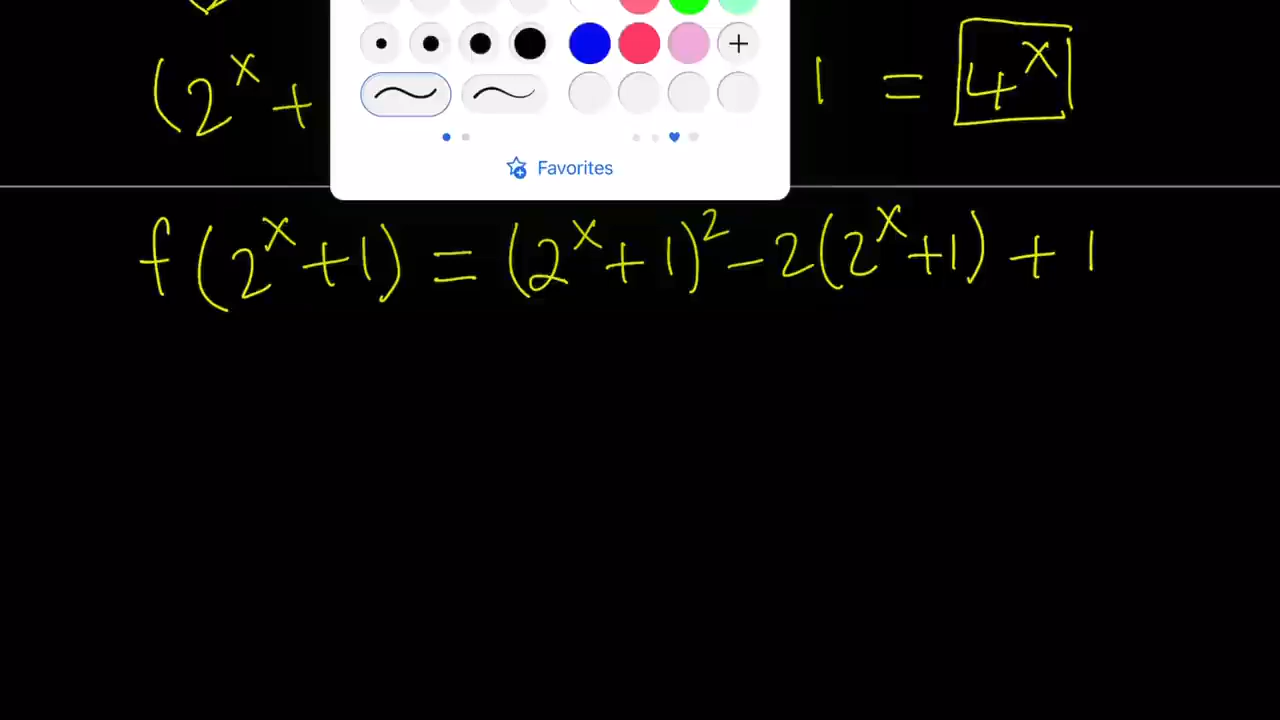 (2^x + 1 = 4^x
Favorites
f(2^x + 1) = (2^x + 1)^2 - 2(2^x + 1) + 1